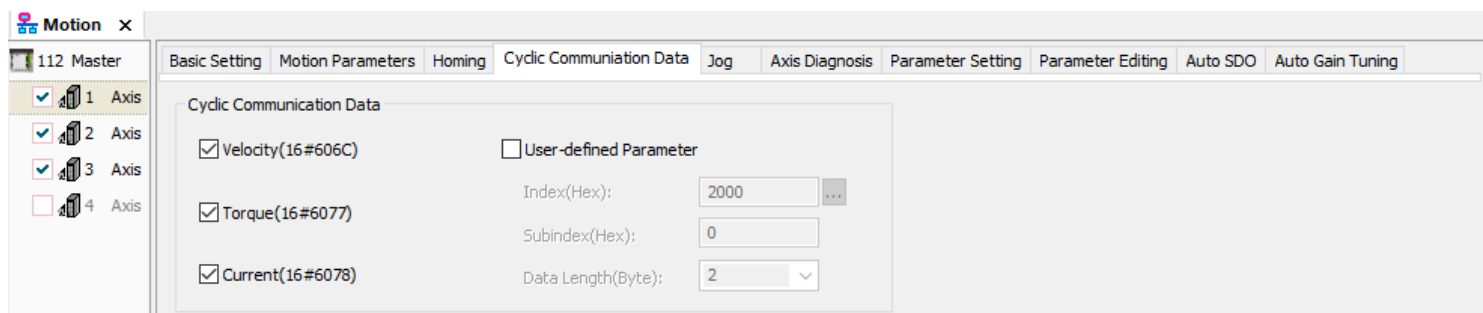 Motion X
112 Master
Basic Setting Motion Parameters Homing Cyclic Communiation Data Jog Axis Diagnosis Parameter Setting Parameter Editing Auto SDO Auto Gain Tuning
1 Axis
2 Axis
3 Axis
4 Axis
Cyclic Communication Data
Velocity(16#606C)
User-defined Parameter
Index(Hex): 2000 ...
Torque(16#6077)
Subindex(Hex): 0
Current(16#6078)
Data Length(Byte): 2